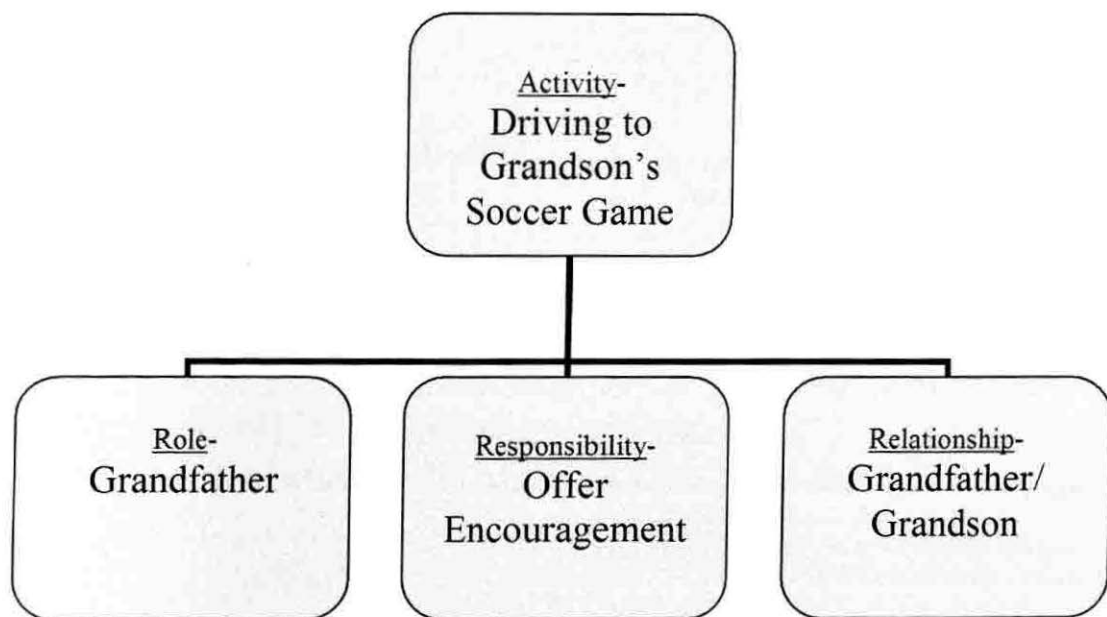 Activity-
Driving to
Grandson's
Soccer Game
Role-
Grandfather
Responsibility-
Offer
Encouragement
Relationship-
Grandfather/
Grandson